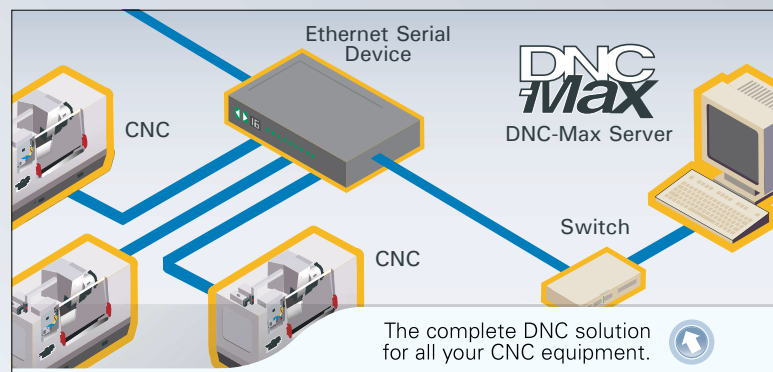 Ethernet Serial
Device
DNC
-Max
DNC-Max Server
CNC
16
Switch
CNC
The complete DNC solution
for all your CNC equipment.